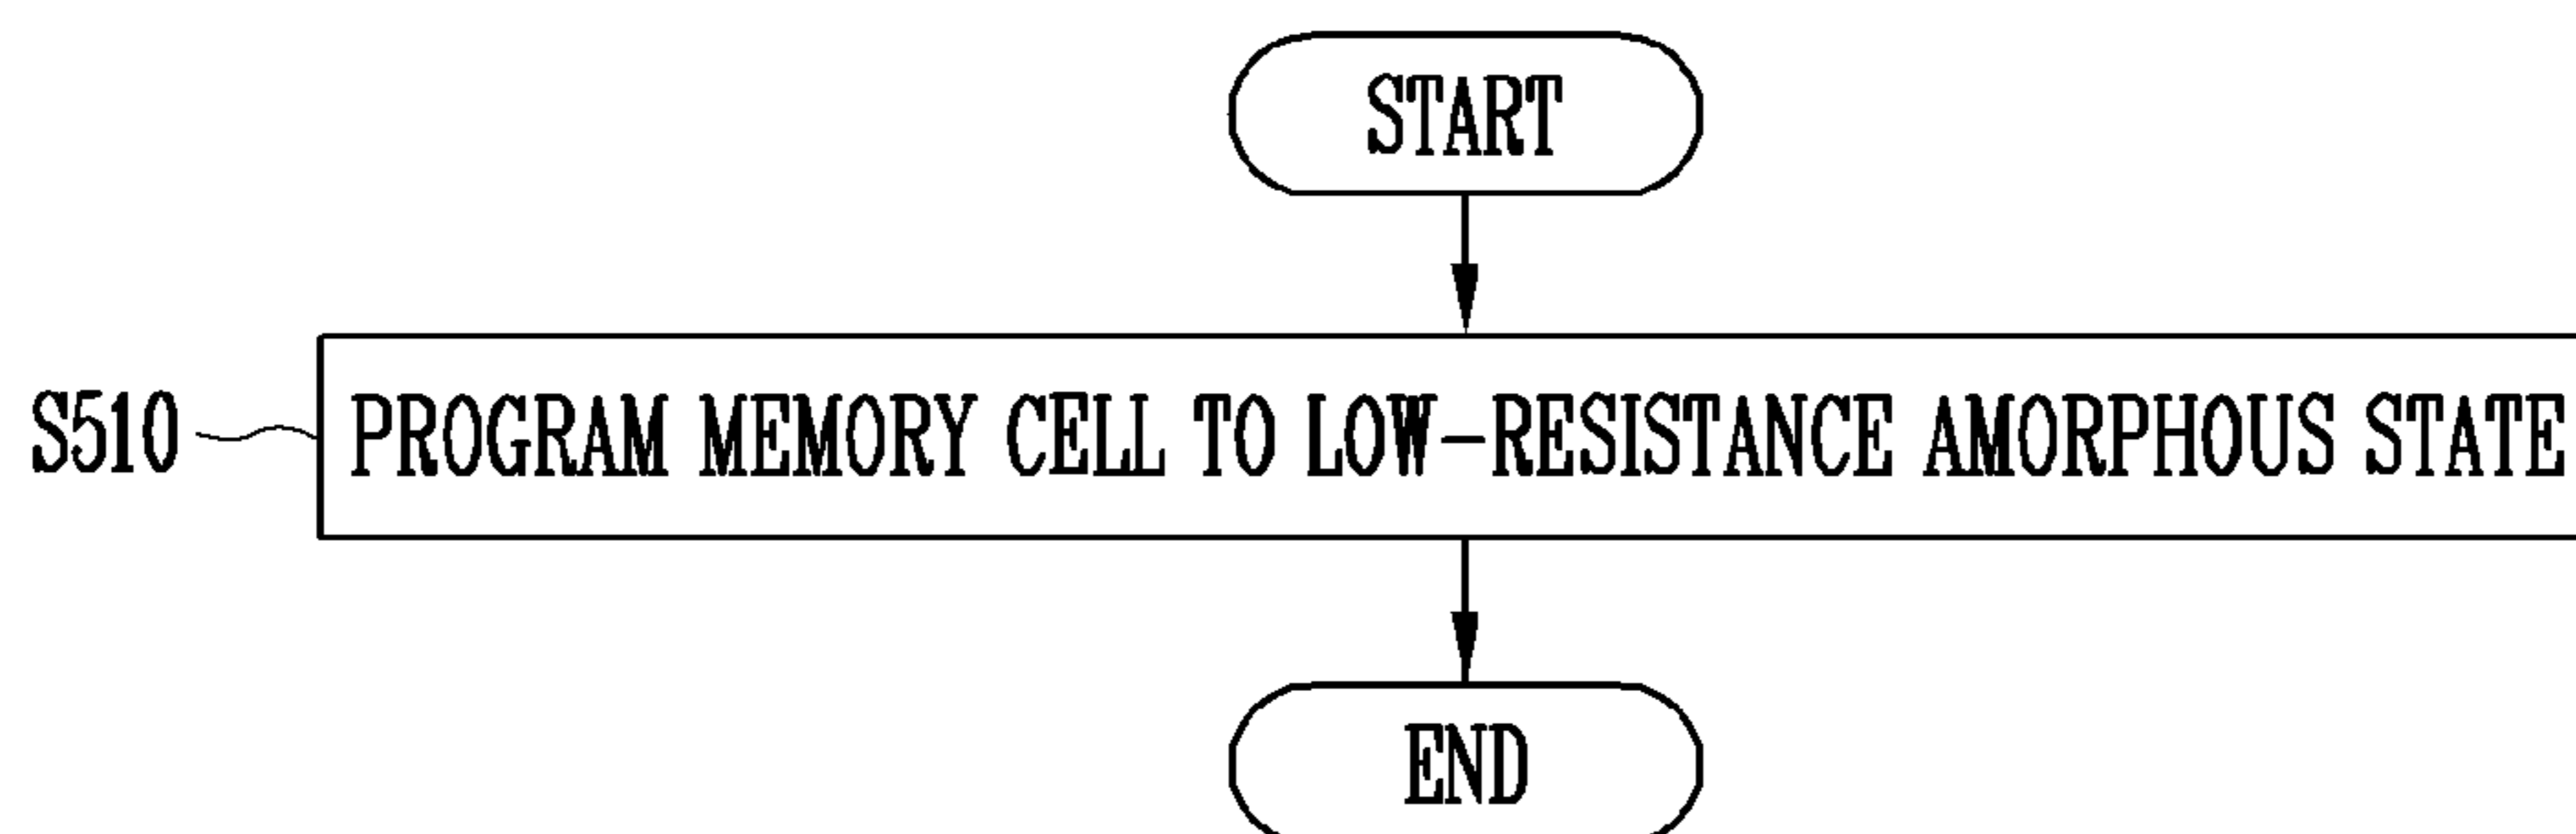 START
S510 PROGRAM MEMORY CELL TO LOW-RESISTANCE AMORPHOUS STATE
END